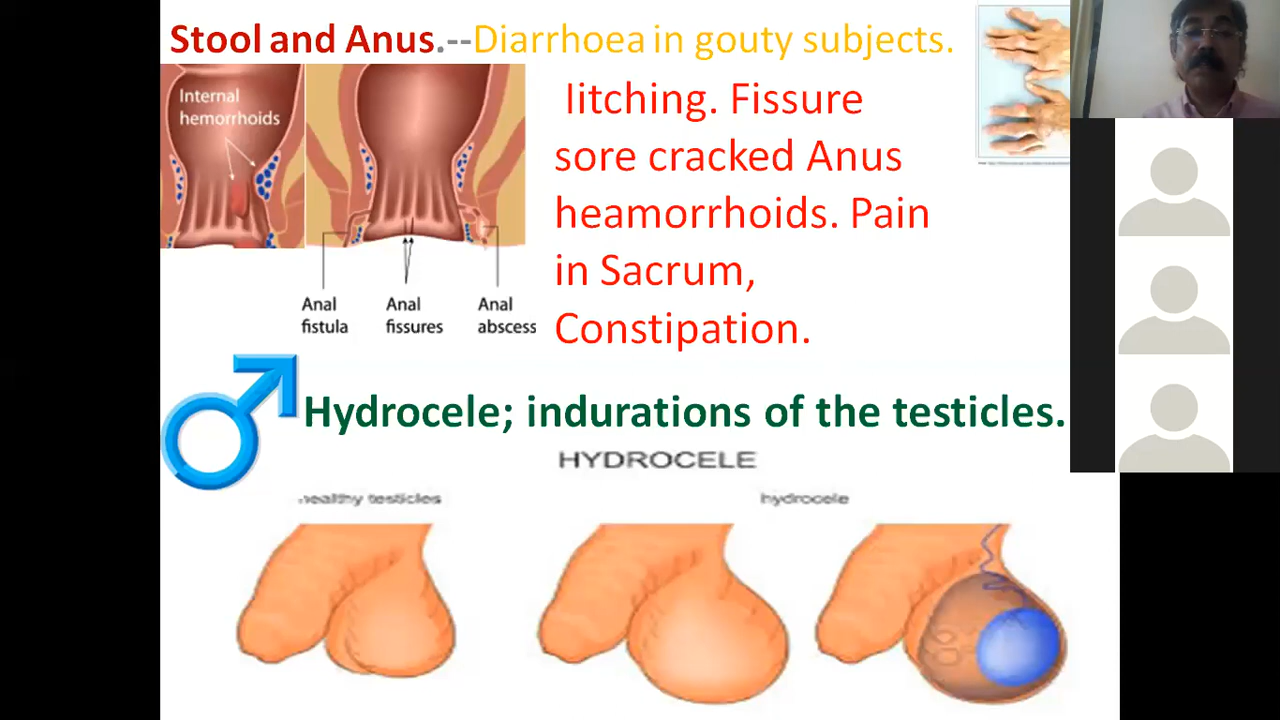 Stool and Anus.--Diarrhoea in gouty subjects.
Internal
hemorrhoids
Anal
fistula
Anal
fissures
Anal
abscess
Iitching. Fissure
sore cracked Anus
heamorrhoids. Pain
in Sacrum,
Constipation.
Hydrocele; indurations of the testicles.
HYDROCELE
healthy testicles
hydrocele